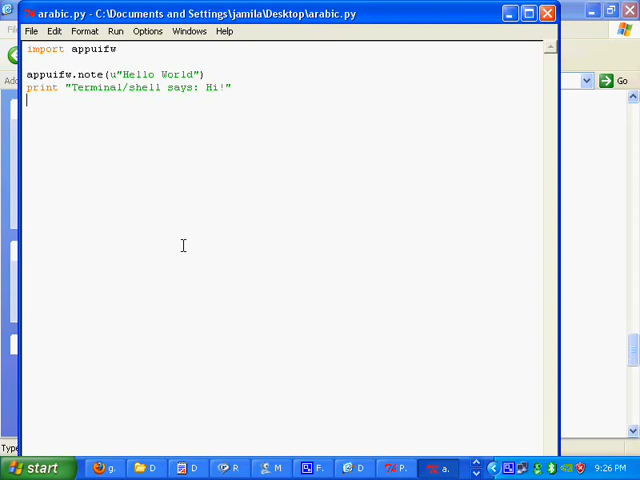 arabic.py - C:\Documents and Settings\jamila\Desktop\arabic.py
File Edit Format Run Options Windows Help
import appuifw
appuifw.note(u"Hello World")
print "Terminal/shell says: Hi!"
Go
start g. D D R M F. D P. a. 9:26 PM